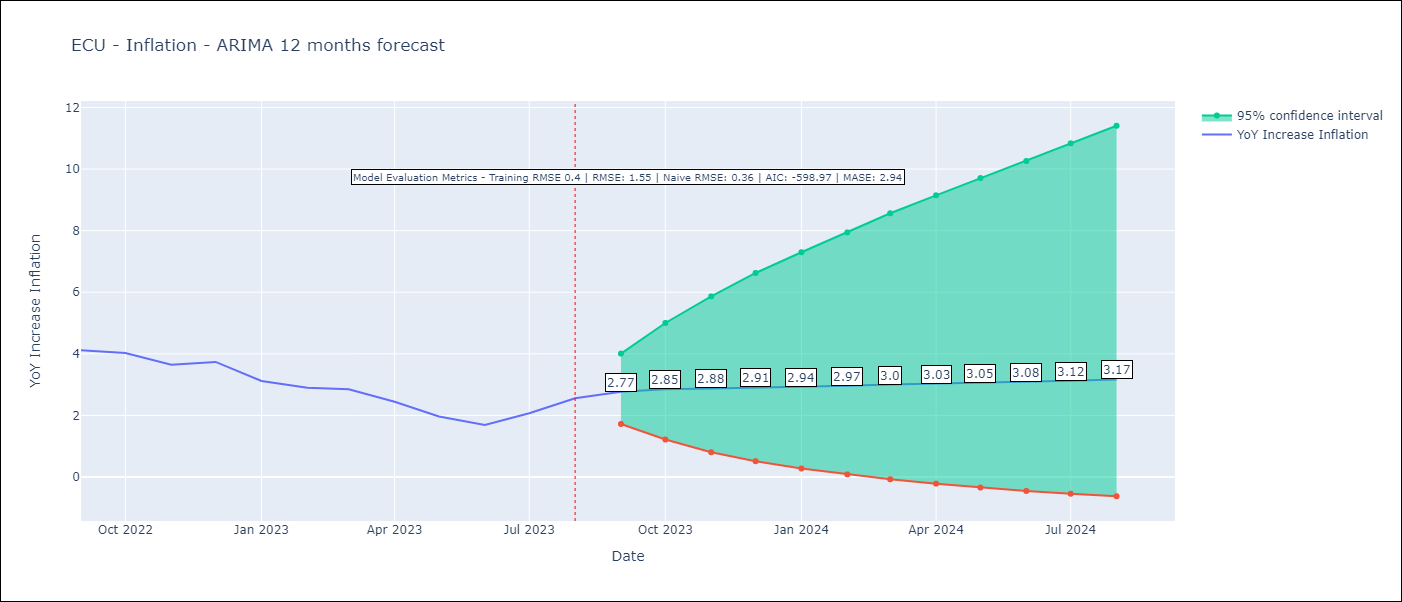 ECU - Inflation - ARIMA 12 months forecast
12
10
8
6
4
2
0
YoY Increase Inflation
Model Evaluation Metrics - Training RMSE 0.4 | RMSE: 1.55 | Naive RMSE: 0.36 | AIC: -598.97 | MASE: 2.94
2.77 2.85 2.88 2.91 2.94 2.97 3.0 3.03 3.05 3.08 3.12 3.17
Oct 2022 Jan 2023 Apr 2023 Jul 2023 Oct 2023 Jan 2024 Apr 2024 Jul 2024
Date
95% confidence interval
YoY Increase Inflation